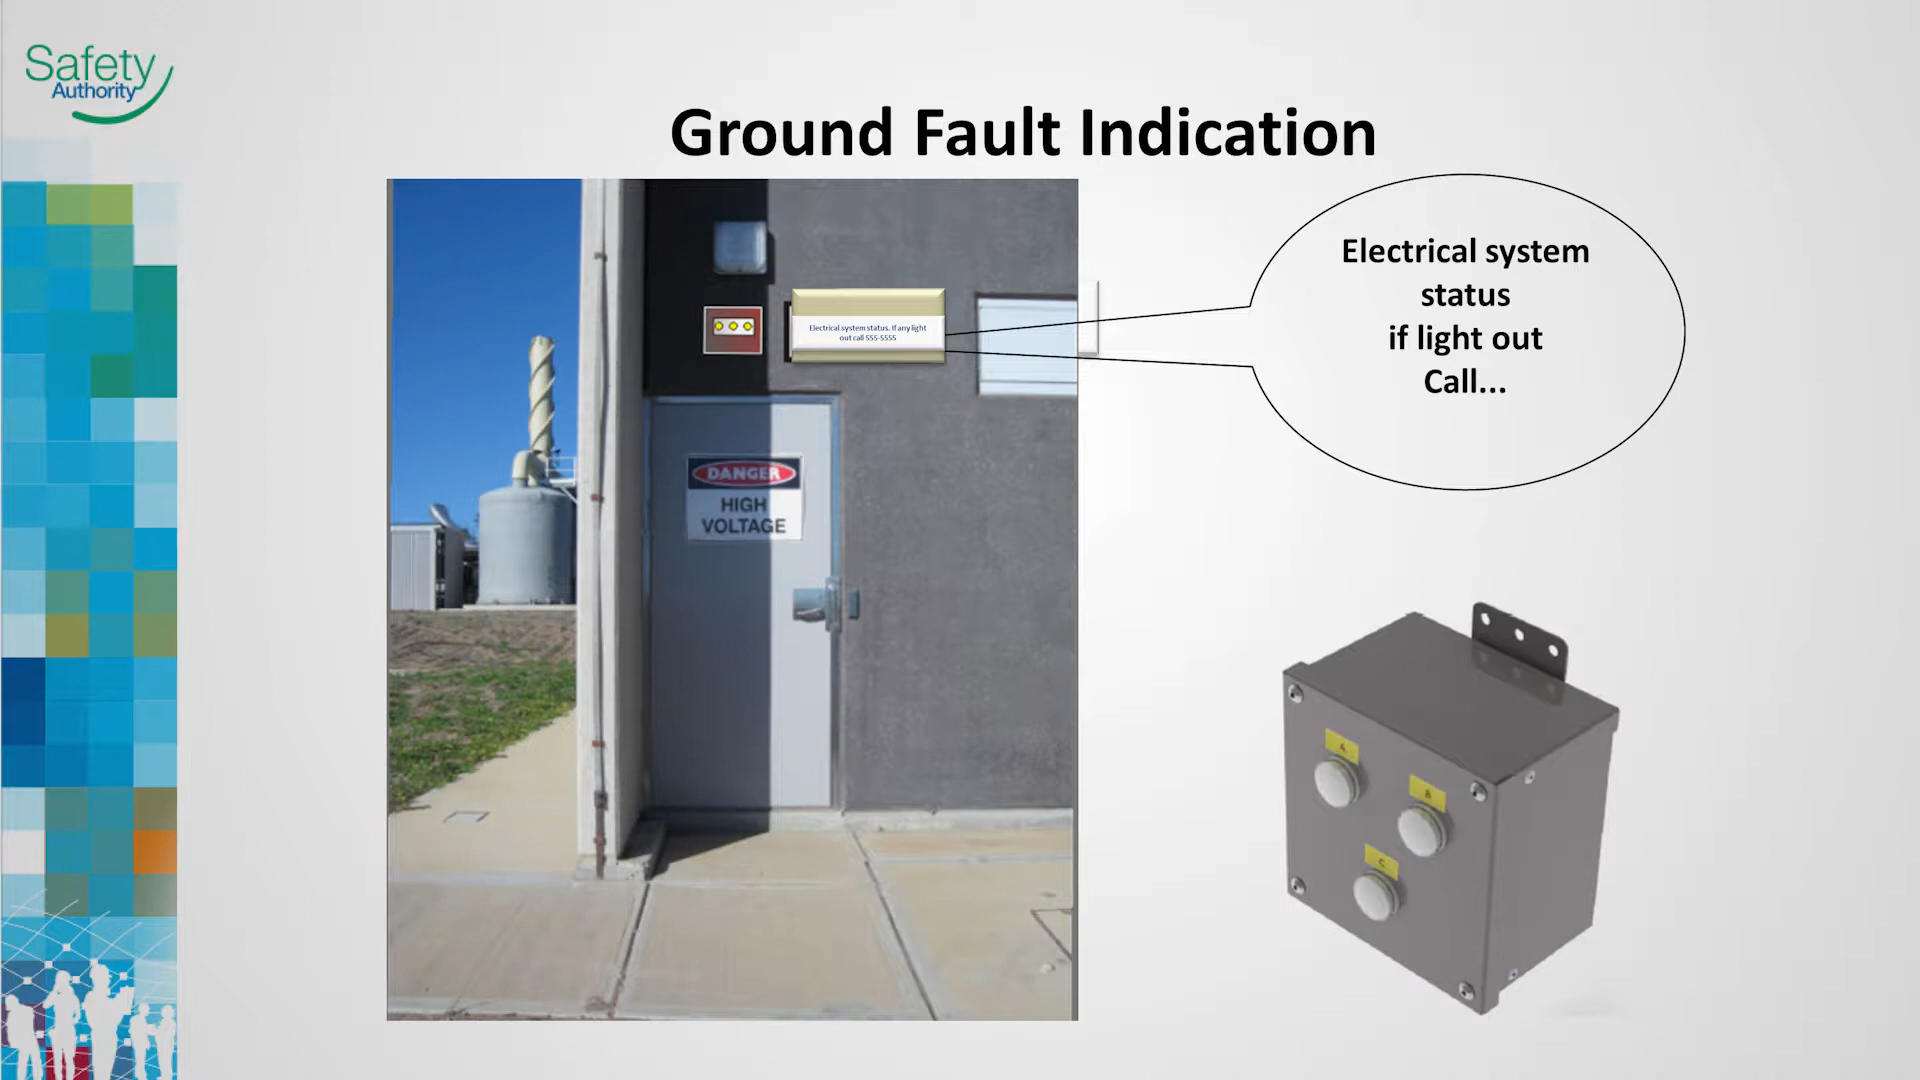 Safety
Authority
Ground Fault Indication
Electrical system status. If any light
out call 555-5555
Electrical system
status
if light out
Call...
DANGER
HIGH
VOLTAGE
A
B
C